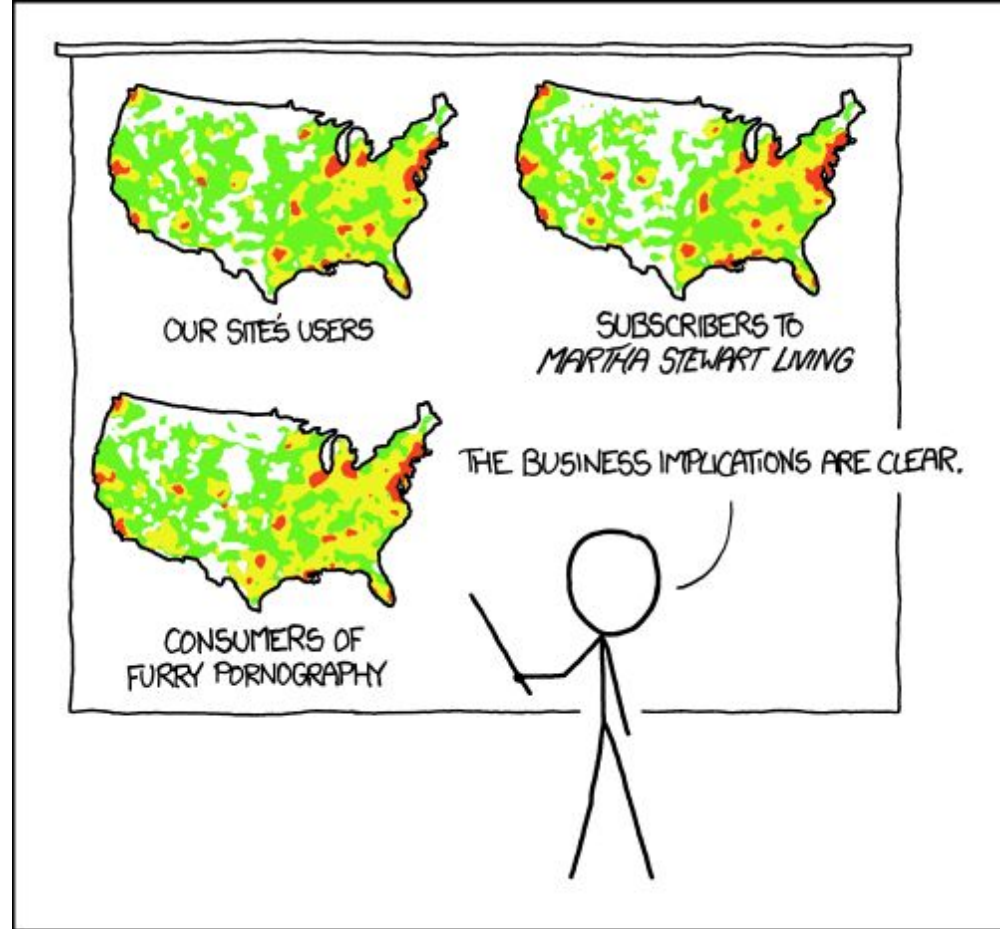 OUR SITE'S USERS
SUBSCRIBERS TO
MARTHA STEWART LIVING
CONSUMERS OF
FURRY PORNOGRAPHY
THE BUSINESS IMPLICATIONS ARE CLEAR.